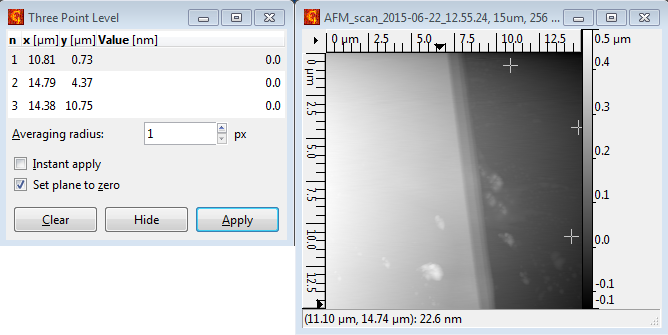 Three Point Level
n x [µm] y [µm] Value [nm]
1 10.81 0.73 0.0
2 14.79 4.37 0.0
3 14.38 10.75 0.0
Averaging radius: 1 px
Instant apply
Set plane to zero
Clear Hide Apply
AFM_scan_2015-06-22_12.55.24, 15um, 256 ...
0 µm 2.5 5.0 7.5 10.0 12.5
0 µm
2.5
5.0
7.5
10.0
12.5
0.5 µm
0.4
0.3
0.2
0.1
0.0
-0.1
-0.1
(11.10 µm, 14.74 µm): 22.6 nm